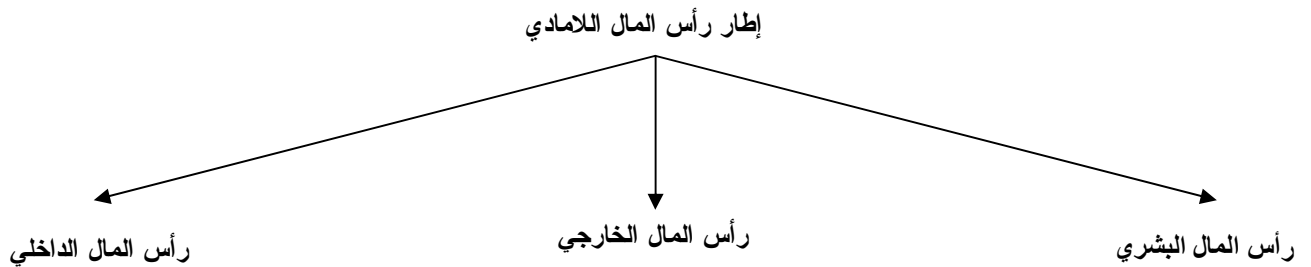 إطار رأس المال اللامادي
رأس المال البشري
رأس المال الخارجي
رأس المال الداخلي